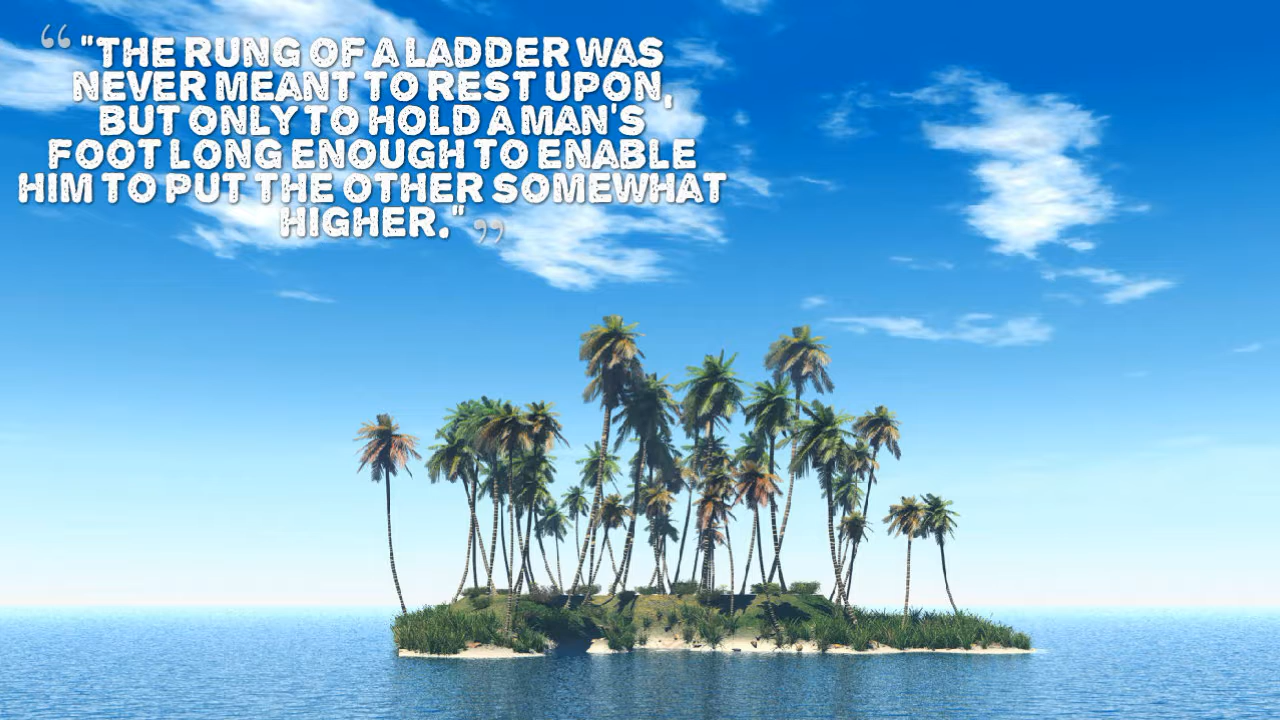 “ "THE RUNG OF A LADDER WAS
NEVER MEANT TO REST UPON,
BUT ONLY TO HOLD A MAN'S
FOOT LONG ENOUGH TO ENABLE
HIM TO PUT THE OTHER SOMEWHAT
HIGHER." ”